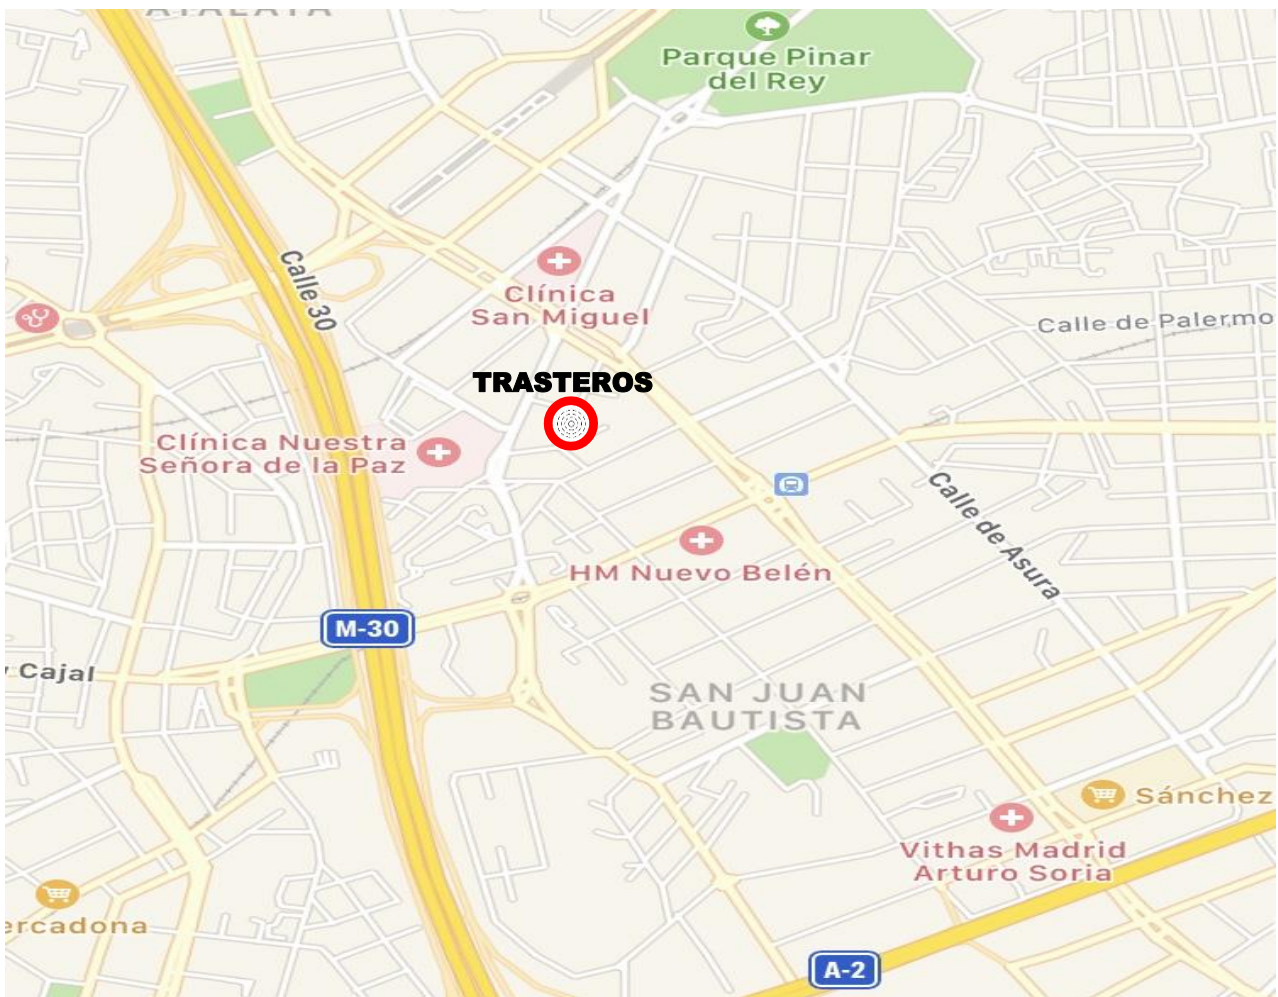 ATALAYA
Parque Pinar
del Rey
Calle 30
Clínica
San Miguel
Calle de Palermo
TRASTEROS
Clínica Nuestra
Señora de la Paz
Calle de Asura
HM Nuevo Belén
M-30
y Cajal
SAN JUAN
BAUTISTA
Sánchez
Vithas Madrid
Arturo Soria
ercadona
A-2